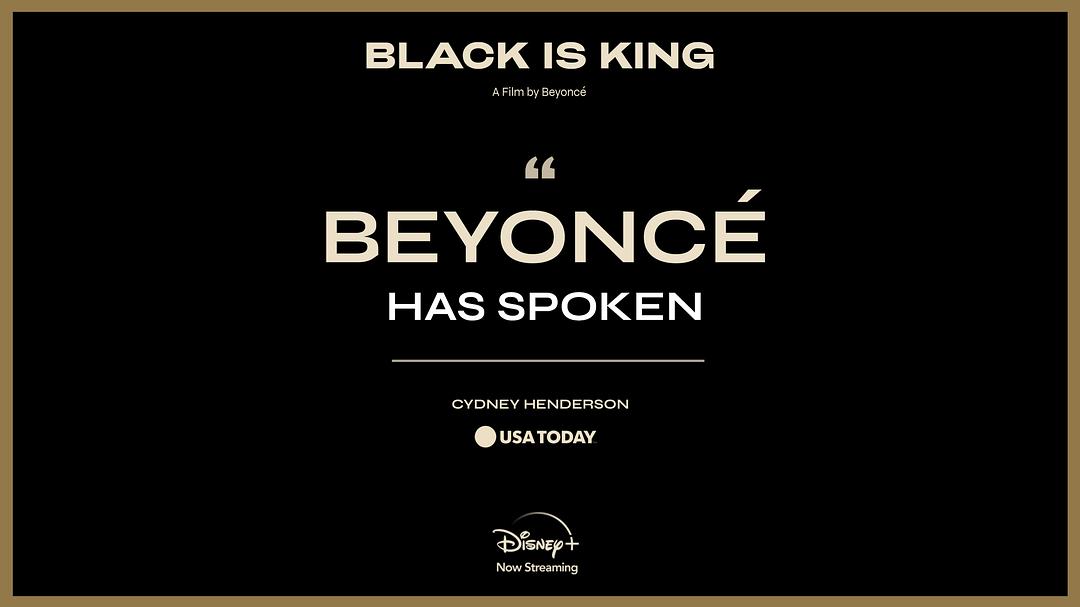 BLACK IS KING
A Film by Beyoncé
“
BEYONCÉ
HAS SPOKEN
CYDNEY HENDERSON
USA TODAY
Disney+
Now Streaming